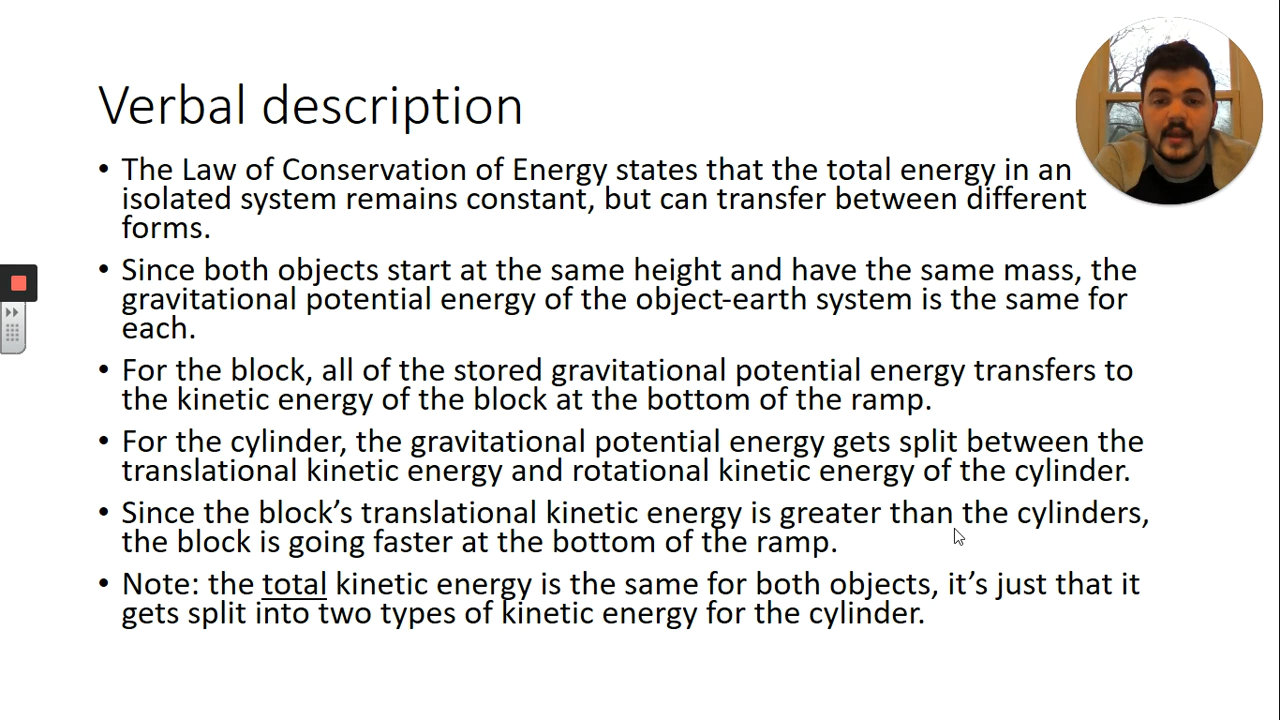 Verbal description
• The Law of Conservation of Energy states that the total energy in an
isolated system remains constant, but can transfer between different
forms.
• Since both objects start at the same height and have the same mass, the
gravitational potential energy of the object-earth system is the same for
each.
• For the block, all of the stored gravitational potential energy transfers to
the kinetic energy of the block at the bottom of the ramp.
• For the cylinder, the gravitational potential energy gets split between the
translational kinetic energy and rotational kinetic energy of the cylinder.
• Since the block’s translational kinetic energy is greater than the cylinders,
the block is going faster at the bottom of the ramp.
• Note: the total kinetic energy is the same for both objects, it’s just that it
gets split into two types of kinetic energy for the cylinder.